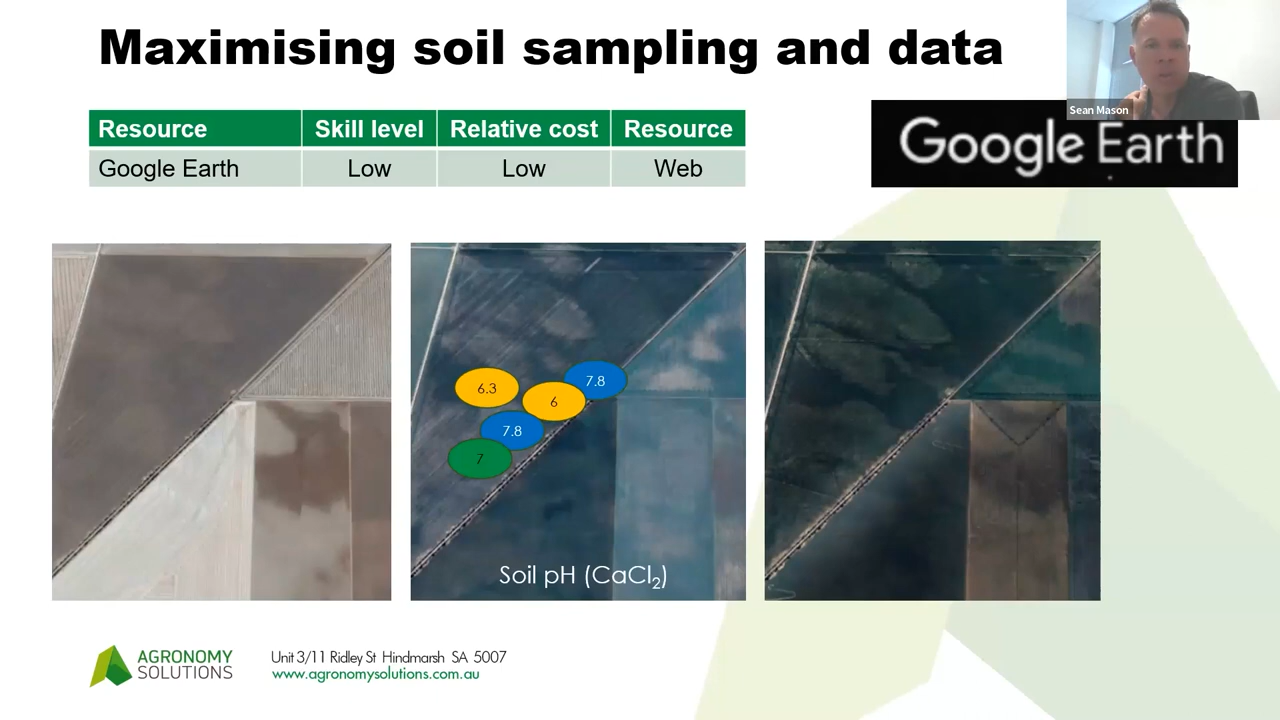 Maximising soil sampling and data
Sean Mason
Resource Skill level Relative cost Resource
Google Earth Low Low Web
Google Earth
7.8
6.3
6
7.8
7
Soil pH (CaCl₂)
AGRONOMY
SOLUTIONS
Unit 3/11 Ridley St Hindmarsh SA 5007
www.agronomysolutions.com.au